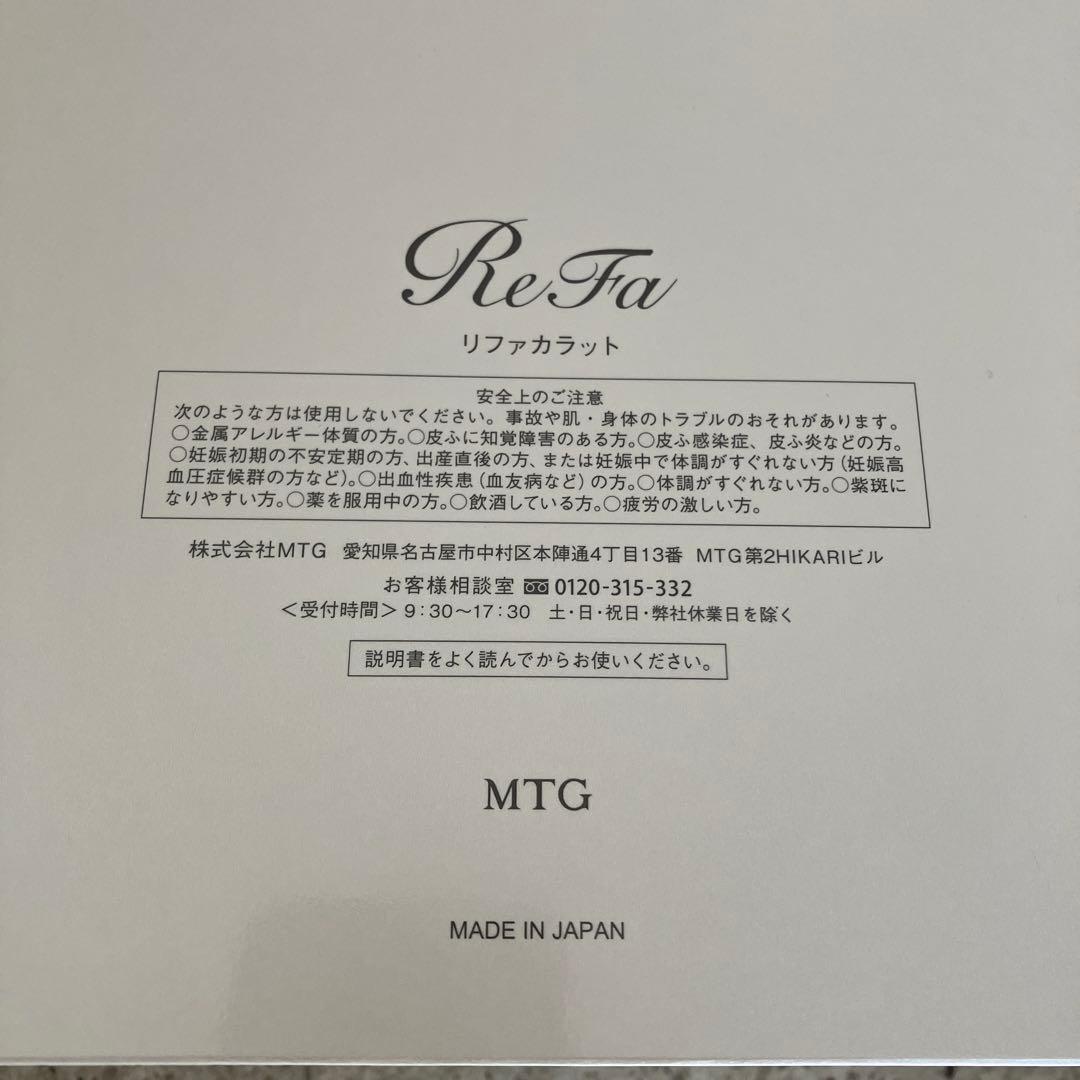 ReFa
リファカラット
安全上のご注意
次のような方は使用しないでください。事故や肌・身体のトラブルのおそれがあります。
○金属アレルギー体質の方。○皮ふに知覚障害のある方。○皮ふ感染症、皮ふ炎などの方。
○妊娠初期の不安定期の方、出産直後の方、または妊娠中で体調がすぐれない方（妊娠高
血圧症候群の方など）。○出血性疾患（血友病など）の方。○体調がすぐれない方。○紫斑に
なりやすい方。○薬を服用中の方。○飲酒している方。○疲労の激しい方。
株式会社MTG 愛知県名古屋市中村区本陣通4丁目13番 MTG第2HIKARIビル
お客様相談室 0120-315-332
＜受付時間＞9:30〜17:30 土・日・祝日・弊社休業日を除く
説明書をよく読んでからお使いください。
MTG
MADE IN JAPAN